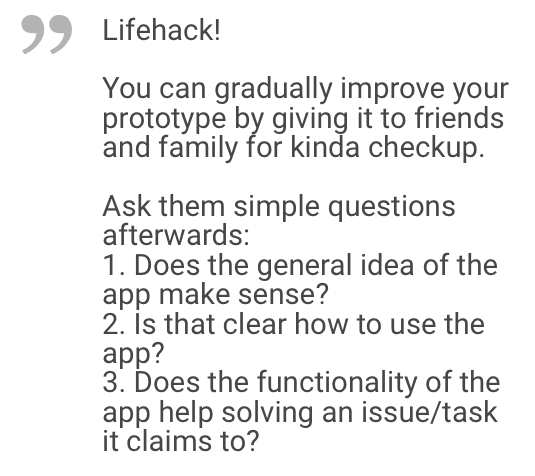 Lifehack!
You can gradually improve your
prototype by giving it to friends
and family for kinda checkup.
Ask them simple questions
afterwards:
1. Does the general idea of the
app make sense?
2. Is that clear how to use the
app?
3. Does the functionality of the
app help solving an issue/task
it claims to?